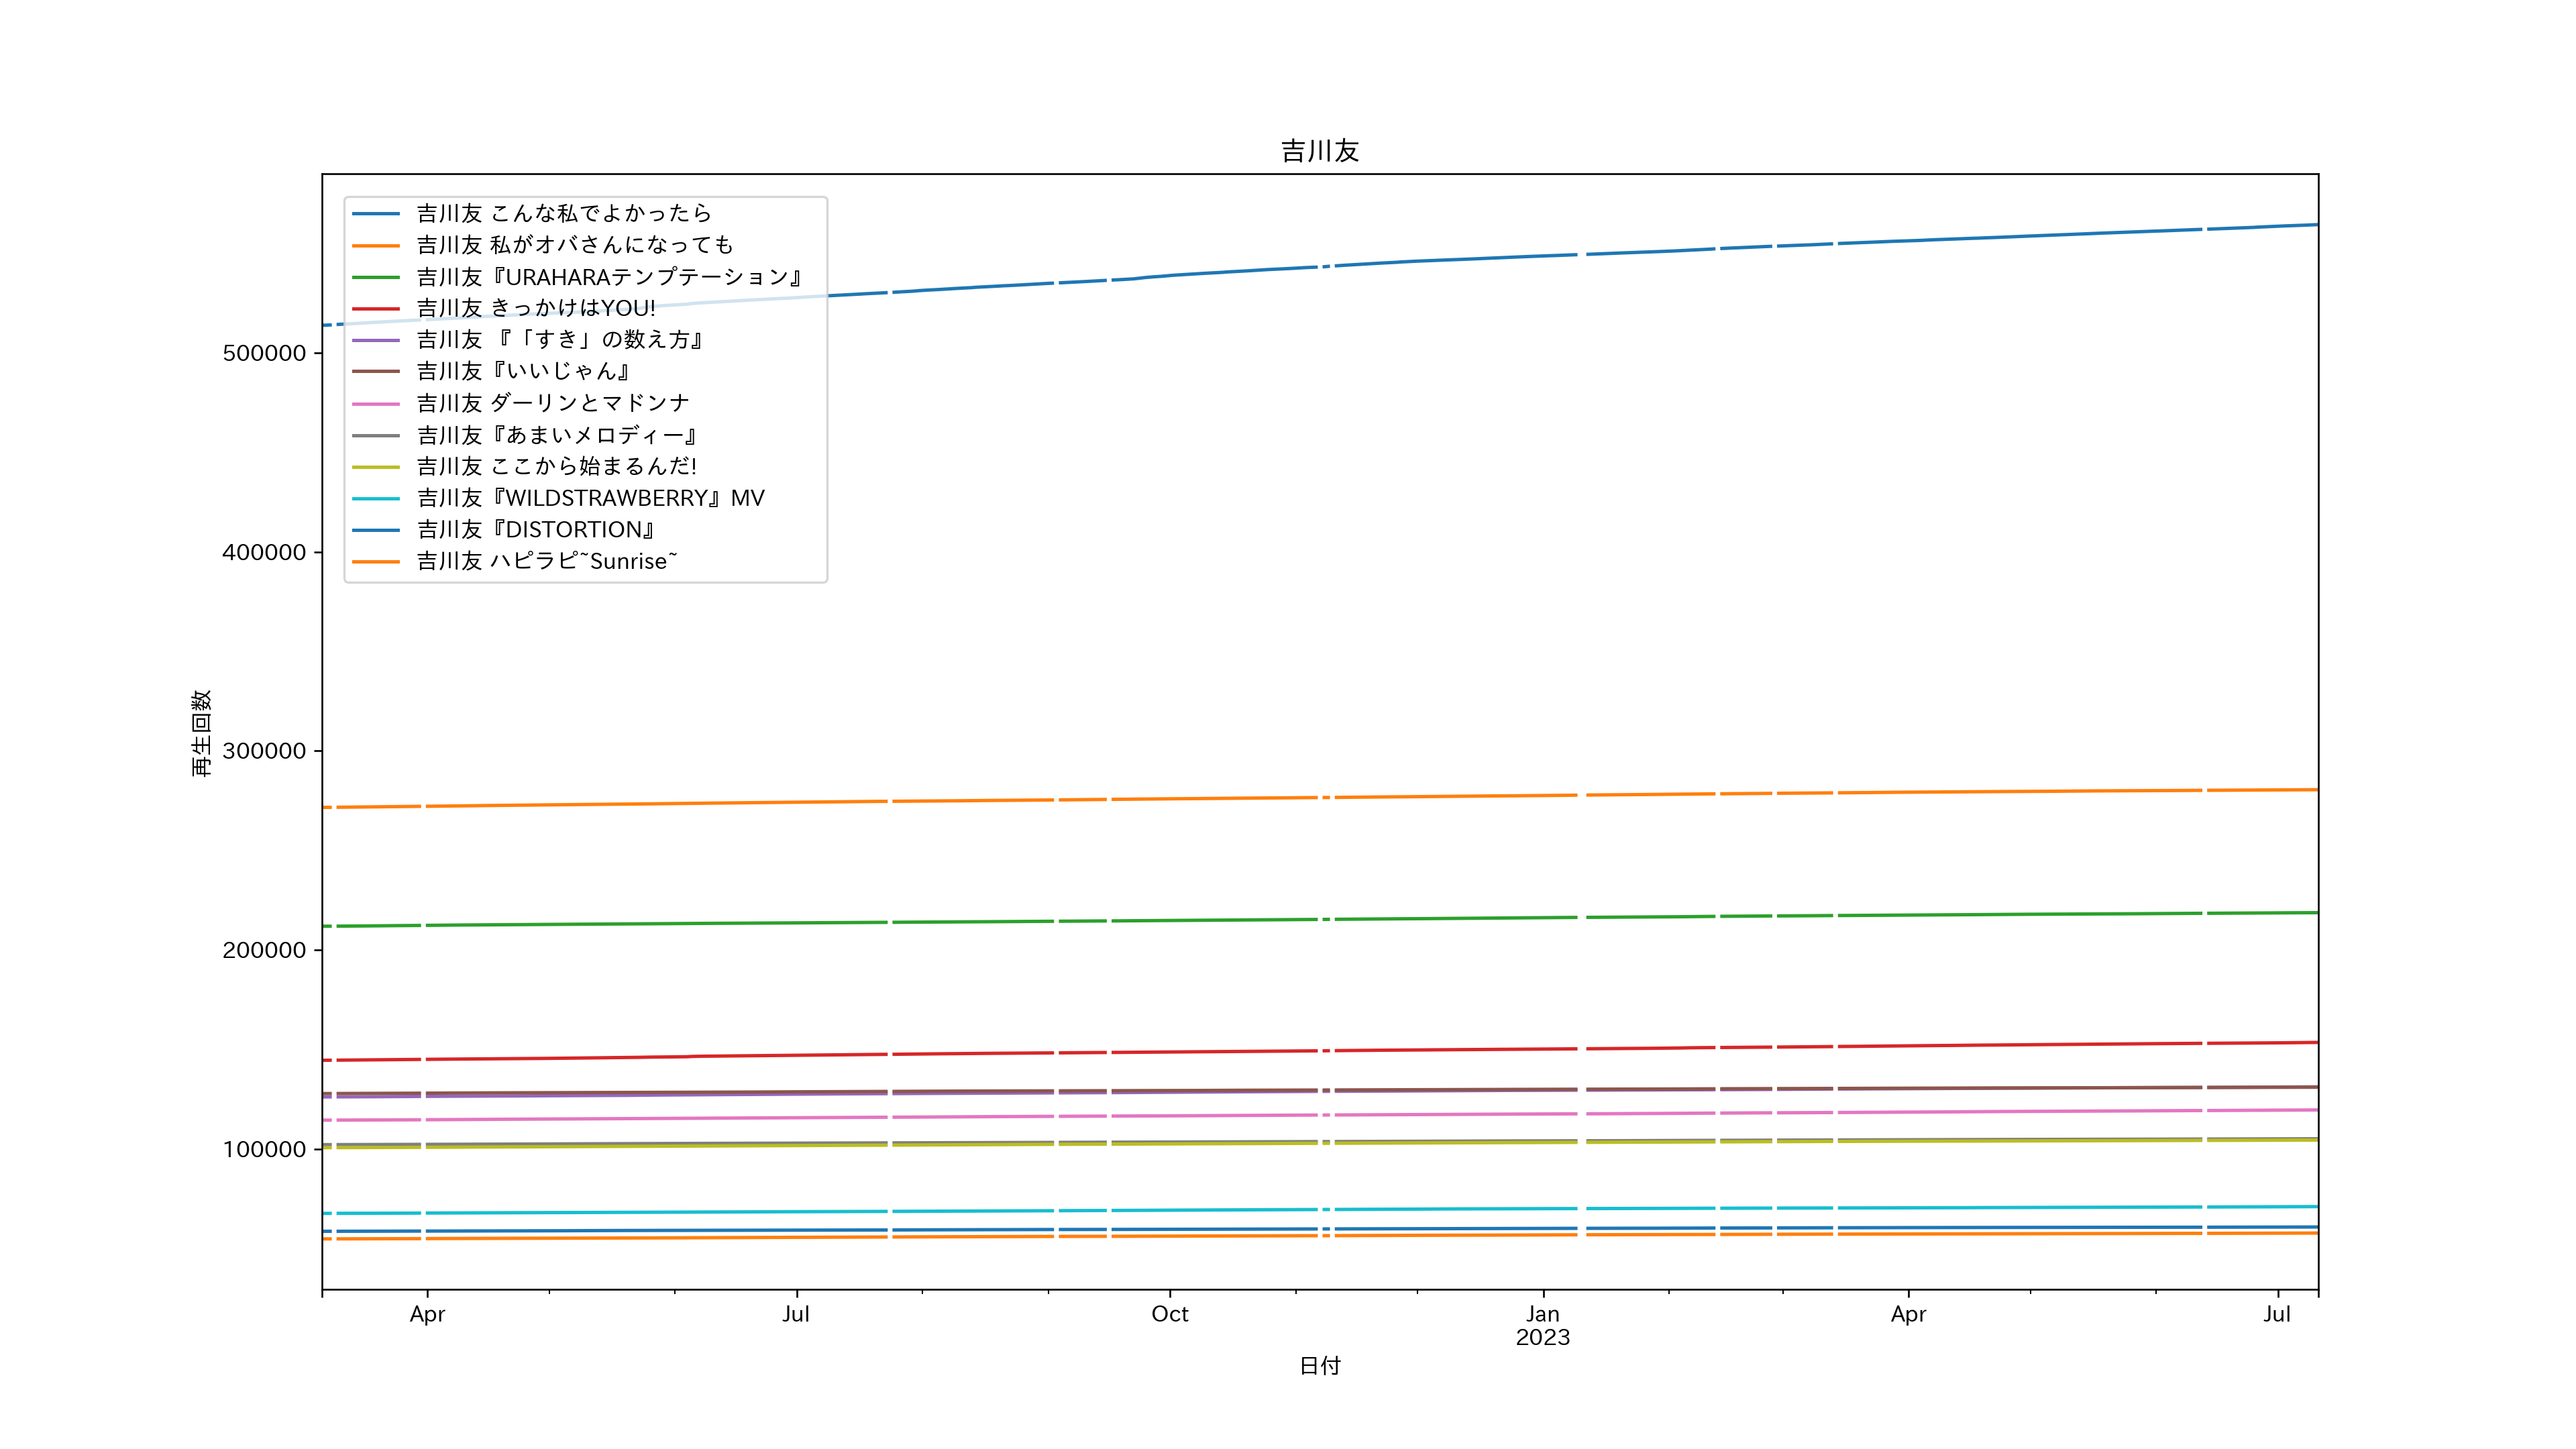 吉川友
吉川友 こんな私でよかったら
吉川友 私がオバさんになっても
吉川友『URAHARAテンプテーション』
吉川友 きっかけはYOU!
吉川友 『「すき」の数え方』
吉川友『いいじゃん』
吉川友 ダーリンとマドンナ
吉川友『あまいメロディー』
吉川友 ここから始まるんだ!
吉川友『WILDSTRAWBERRY』MV
吉川友『DISTORTION』
吉川友 ハピラピ~Sunrise~
再生回数
500000
400000
300000
200000
100000
Apr
Jul
Oct
Jan
2023
Apr
Jul
日付